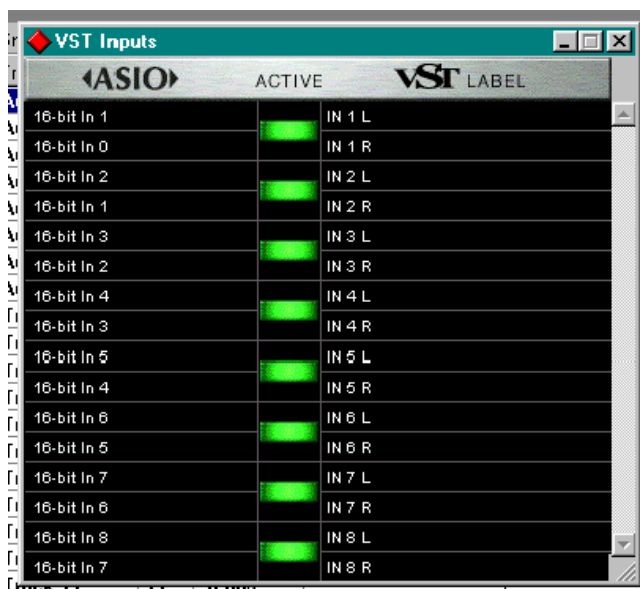 VST Inputs
ASIO ACTIVE VST LABEL
16-bit In 1 IN 1 L
16-bit In 0 IN 1 R
16-bit In 2 IN 2 L
16-bit In 1 IN 2 R
16-bit In 3 IN 3 L
16-bit In 2 IN 3 R
16-bit In 4 IN 4 L
16-bit In 3 IN 4 R
16-bit In 5 IN 5 L
16-bit In 4 IN 5 R
16-bit In 6 IN 6 L
16-bit In 5 IN 6 R
16-bit In 7 IN 7 L
16-bit In 6 IN 7 R
16-bit In 8 IN 8 L
16-bit In 7 IN 8 R